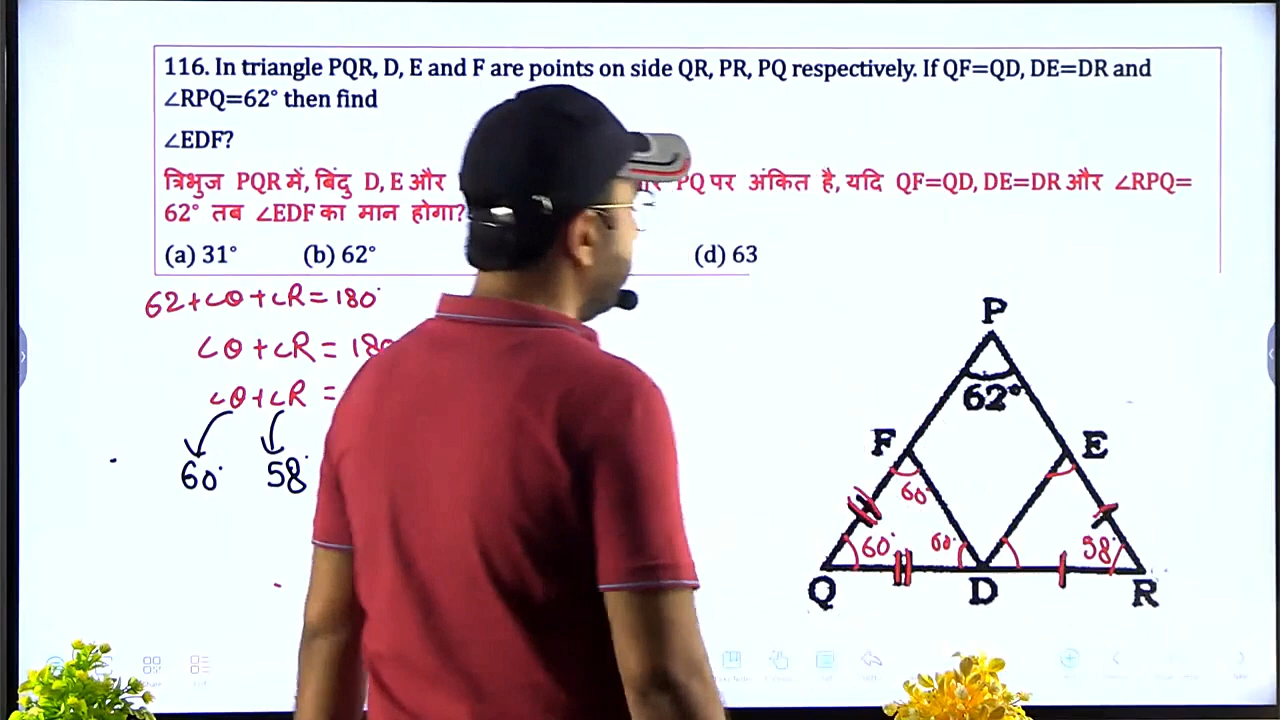 116. In triangle PQR, D, E and F are points on side QR, PR, PQ respectively. If QF=QD, DE=DR and
∠RPQ=62° then find
∠EDF?
त्रिभुज PQR में, बिंदु D, E और PQ पर अंकित है, यदि QF=QD, DE=DR और ∠RPQ=
62° तब ∠EDF का मान होगा?
(a) 31° (b) 62° (d) 63
62+∠Q+∠R=180°
∠Q+∠R=180
∠Q+∠R=
60° 58°
P
62°
F E
60°
60° 60° 58°
Q D R